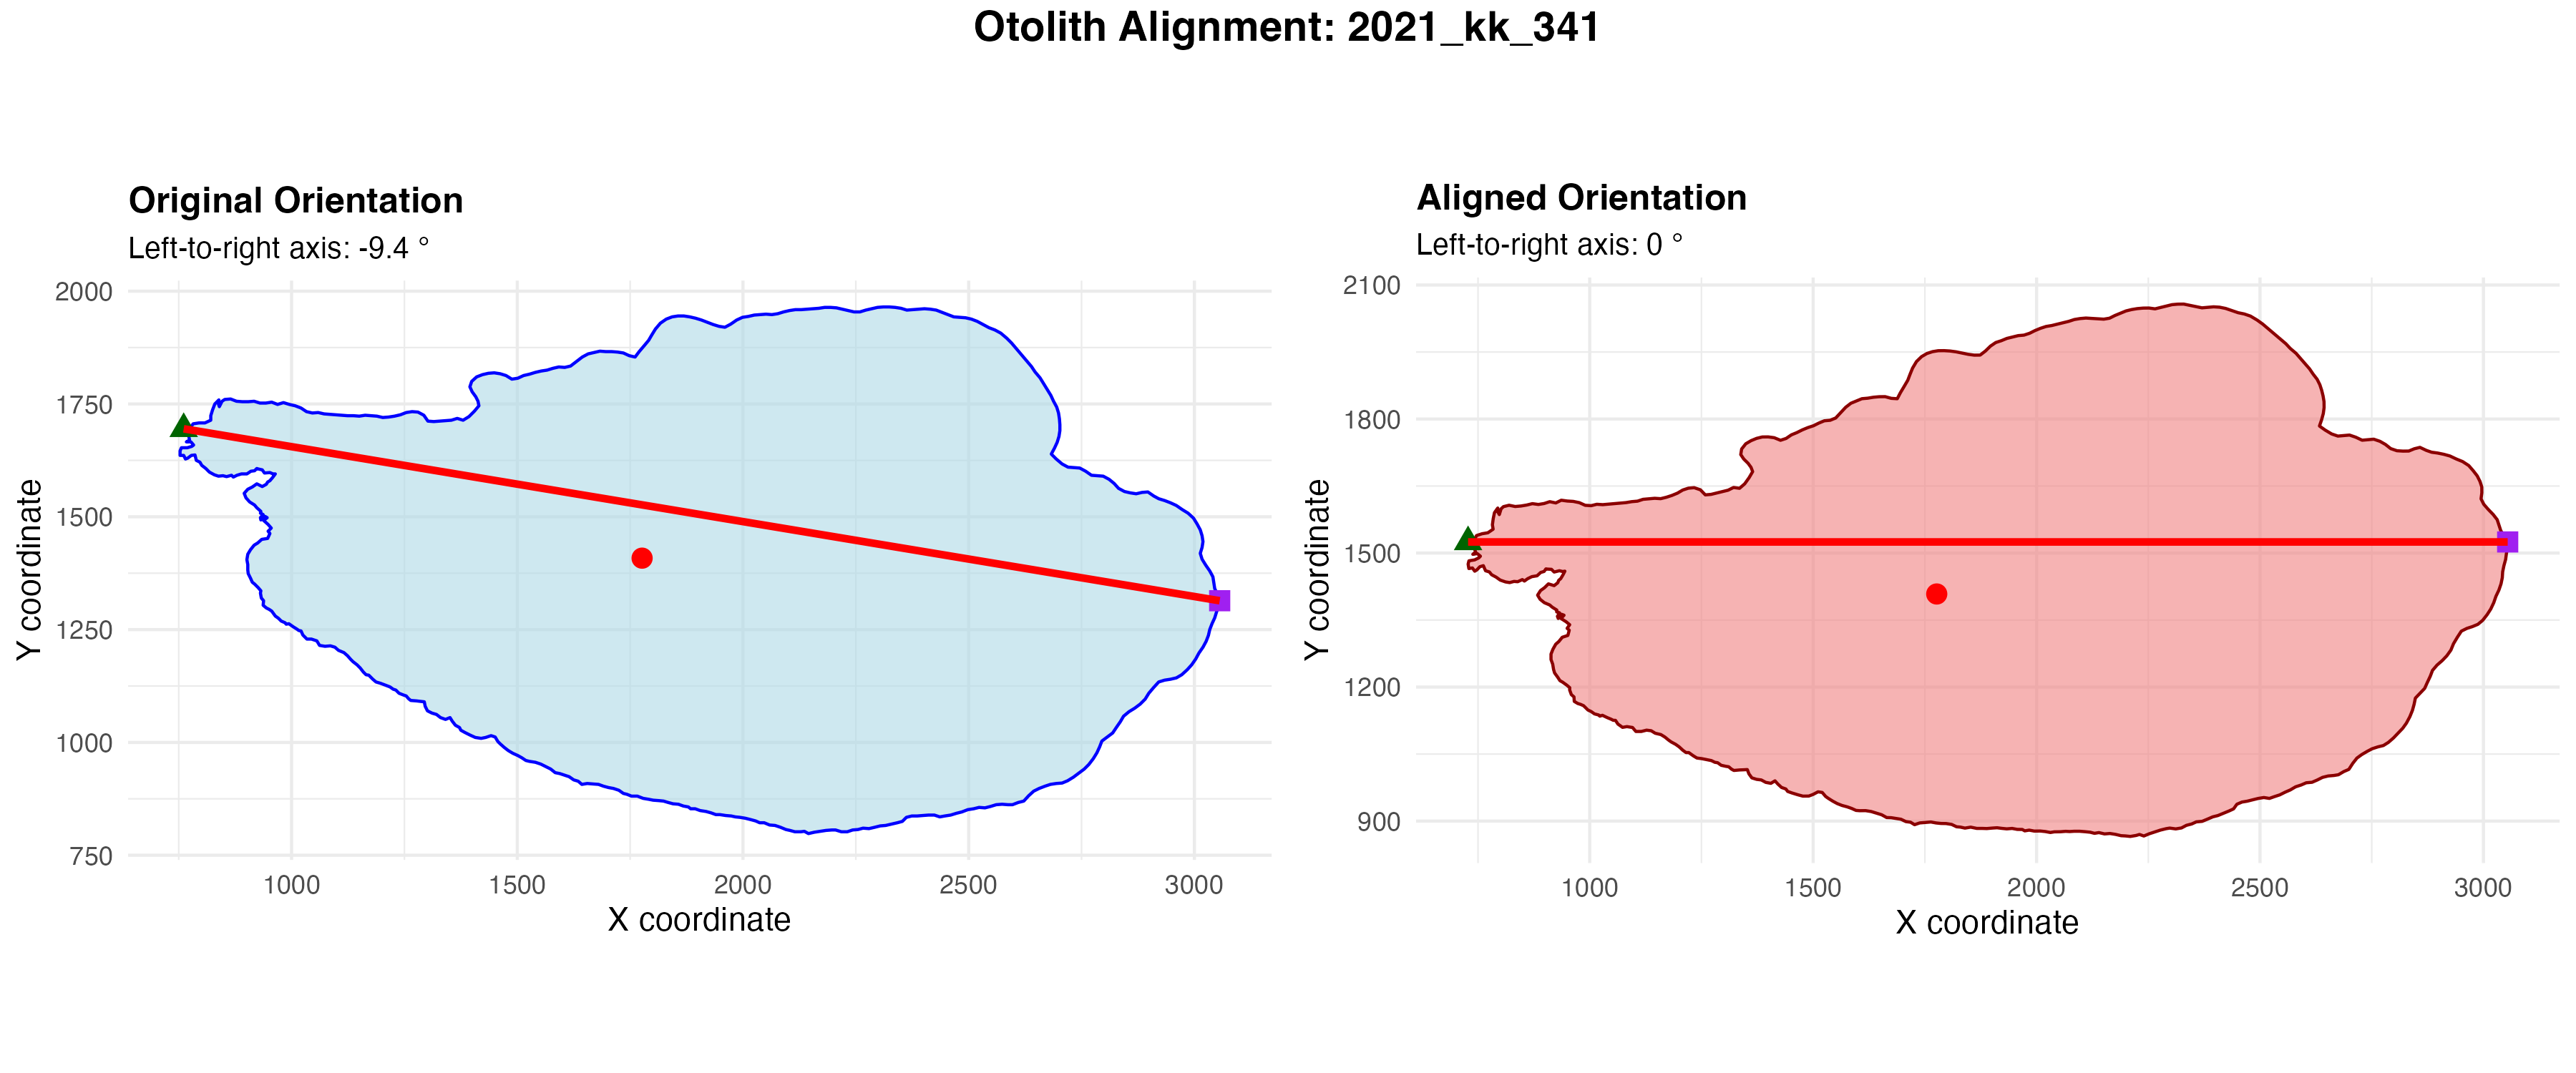 Otolith Alignment: 2021_kk_341
Original Orientation
Left-to-right axis: -9.4 °
Y coordinate
2000
1750
1500
1250
1000
750
1000 1500 2000 2500 3000
X coordinate
Aligned Orientation
Left-to-right axis: 0 °
Y coordinate
2100
1800
1500
1200
900
1000 1500 2000 2500 3000
X coordinate